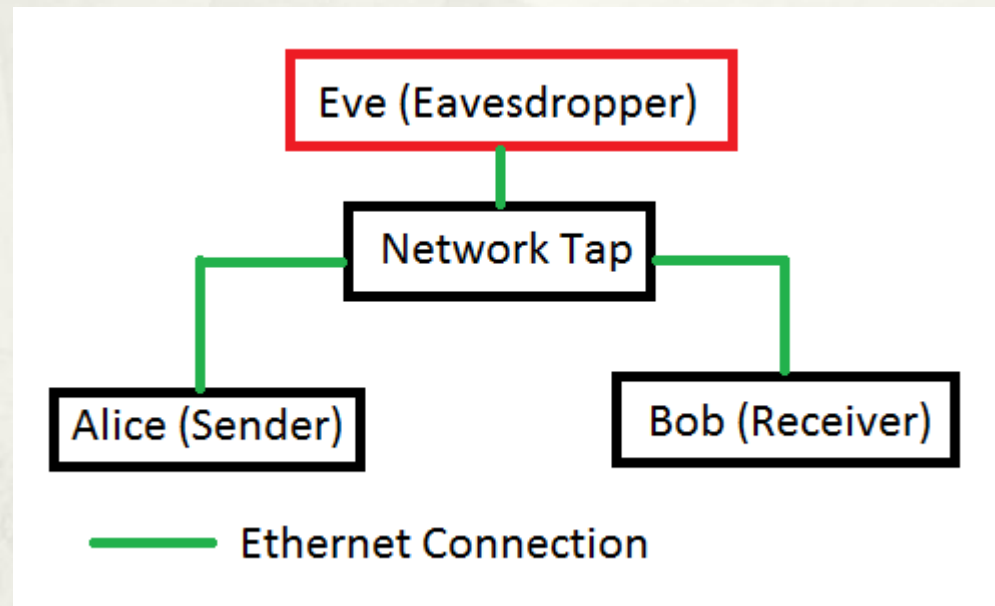 Eve (Eavesdropper)
Network Tap
Alice (Sender)
Bob (Receiver)
Ethernet Connection